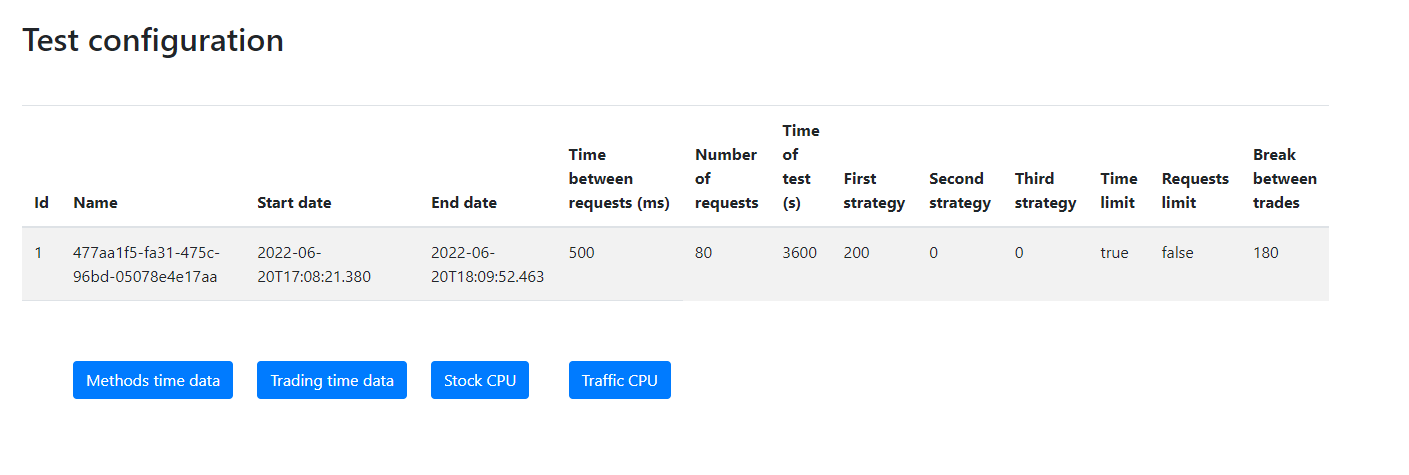 Test configuration
Time
Time of
Time between Number of test First Second Third Time Requests Break between
Id Name Start date End date requests (ms) requests (s) strategy strategy strategy limit limit trades
1 477aa1f5-fa31-475c- 2022-06- 2022-06- 500 80 3600 200 0 0 true false 180
96bd-05078e4e17aa 20T17:08:21.380 20T18:09:52.463
Methods time data Trading time data Stock CPU Traffic CPU